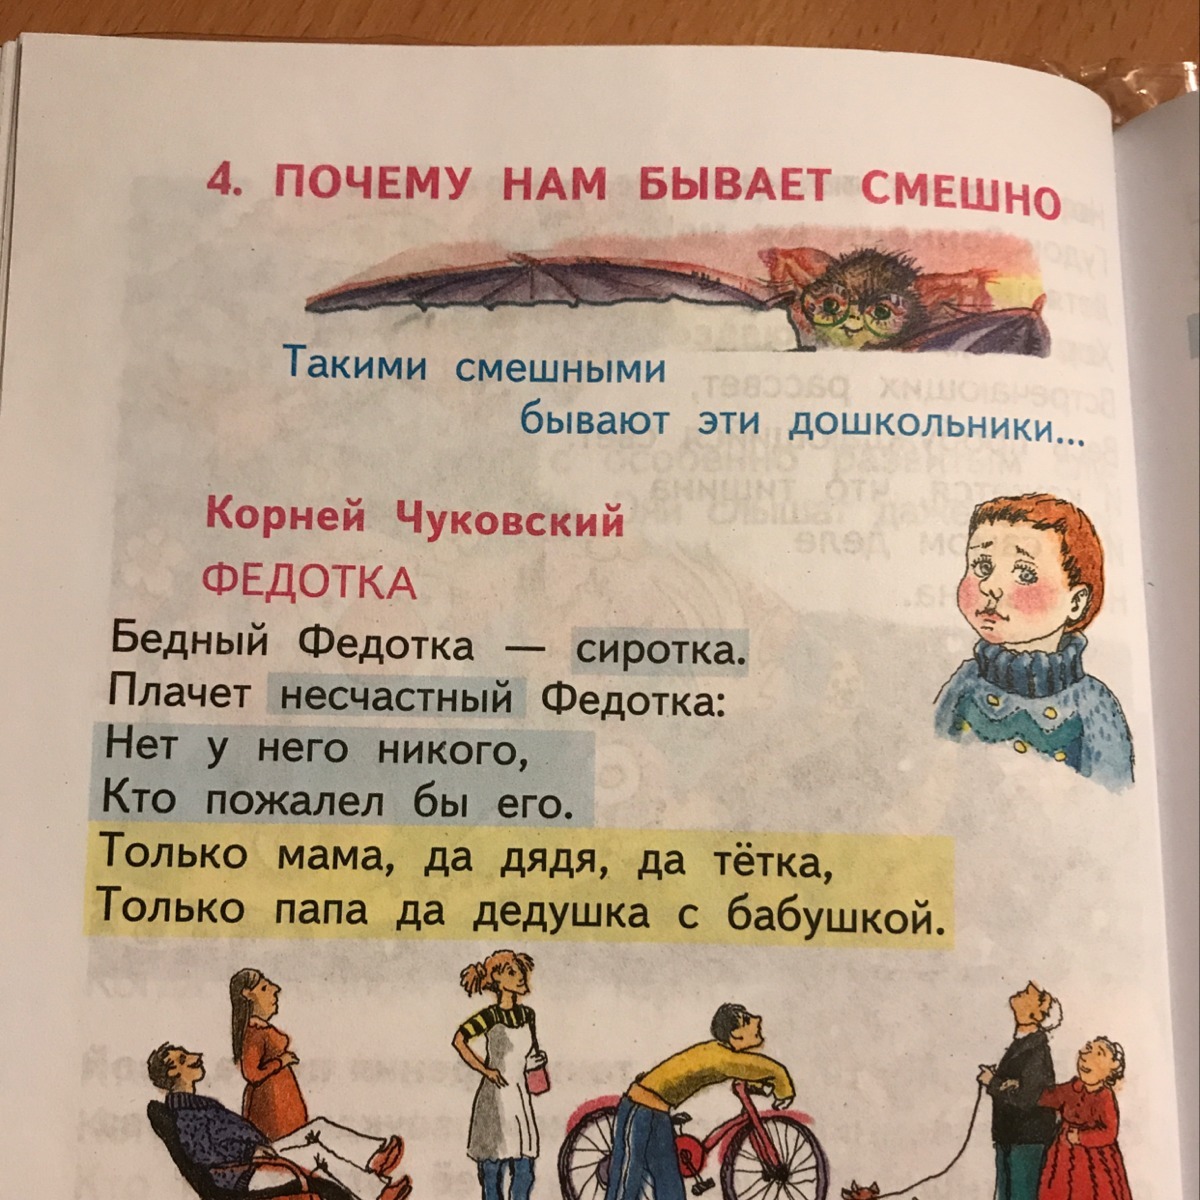 4. ПОЧЕМУ НАМ БЫВАЕТ СМЕШНО
Такими смешными
бывают эти дошкольники...
Корней Чуковский
ФЕДОТКА
Бедный Федотка — сиротка.
Плачет несчастный Федотка:
Нет у него никого,
Кто пожалел бы его.
Только мама, да дядя, да тётка,
Только папа да дедушка с бабушкой.